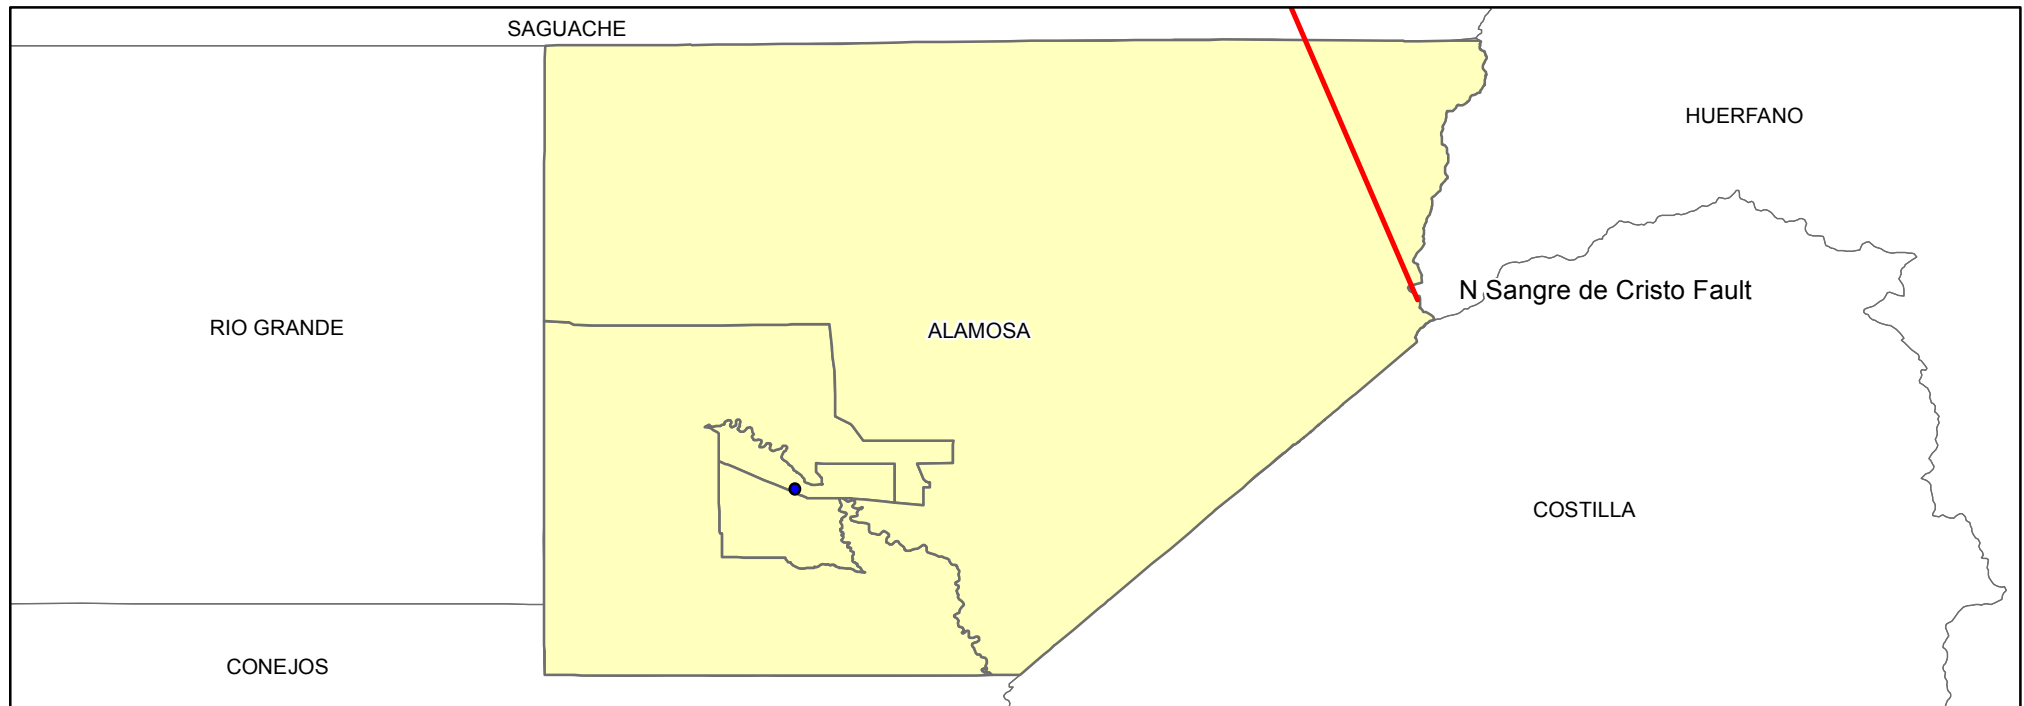 SAGUACHE
HUERFANO
N Sangre de Cristo Fault
RIO GRANDE
ALAMOSA
COSTILLA
CONEJOS